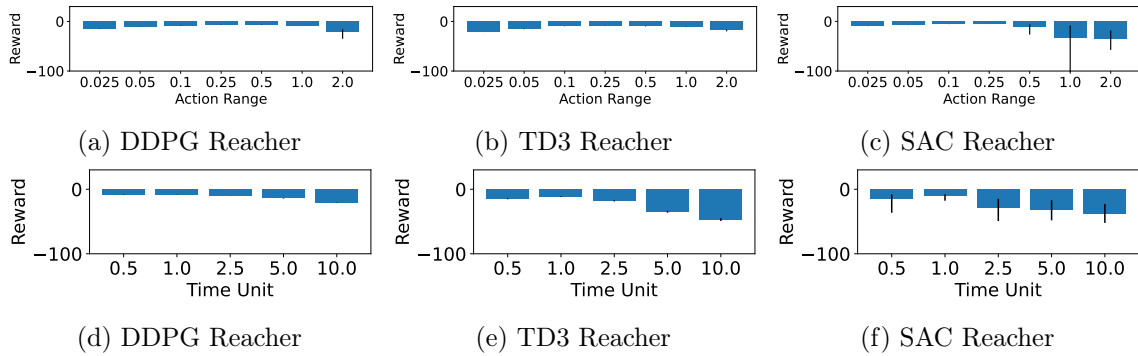 Reward
0
−100
0.025 0.05 0.1 0.25 0.5 1.0 2.0
Action Range
(a) DDPG Reacher
Reward
0
−100
0.025 0.05 0.1 0.25 0.5 1.0 2.0
Action Range
(b) TD3 Reacher
Reward
0
−100
0.025 0.05 0.1 0.25 0.5 1.0 2.0
Action Range
(c) SAC Reacher
Reward
0
−100
0.5 1.0 2.5 5.0 10.0
Time Unit
(d) DDPG Reacher
Reward
0
−100
0.5 1.0 2.5 5.0 10.0
Time Unit
(e) TD3 Reacher
Reward
0
−100
0.5 1.0 2.5 5.0 10.0
Time Unit
(f) SAC Reacher